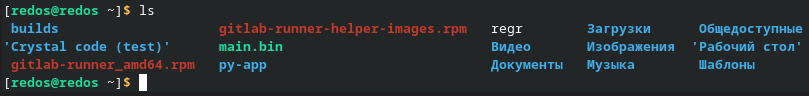 [redos@redos ~]$ ls
builds gitlab-runner-helper-images.rpm regr Загрузки Общедоступные
'Crystal code (test)' main.bin Видео Изображения 'Рабочий стол'
gitlab-runner_amd64.rpm py-app Документы Музыка Шаблоны
[redos@redos ~]$